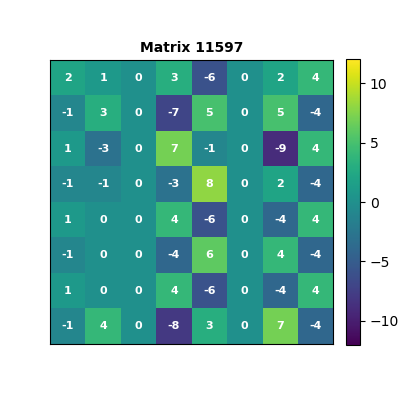 Matrix 11597
2 1 0 3 -6 0 2 4
-1 3 0 -7 5 0 5 -4
1 -3 0 7 -1 0 -9 4
-1 -1 0 -3 8 0 2 -4
1 0 0 4 -6 0 -4 4
-1 0 0 -4 6 0 4 -4
1 0 0 4 -6 0 -4 4
-1 4 0 -8 3 0 7 -4
10
5
0
−5
−10